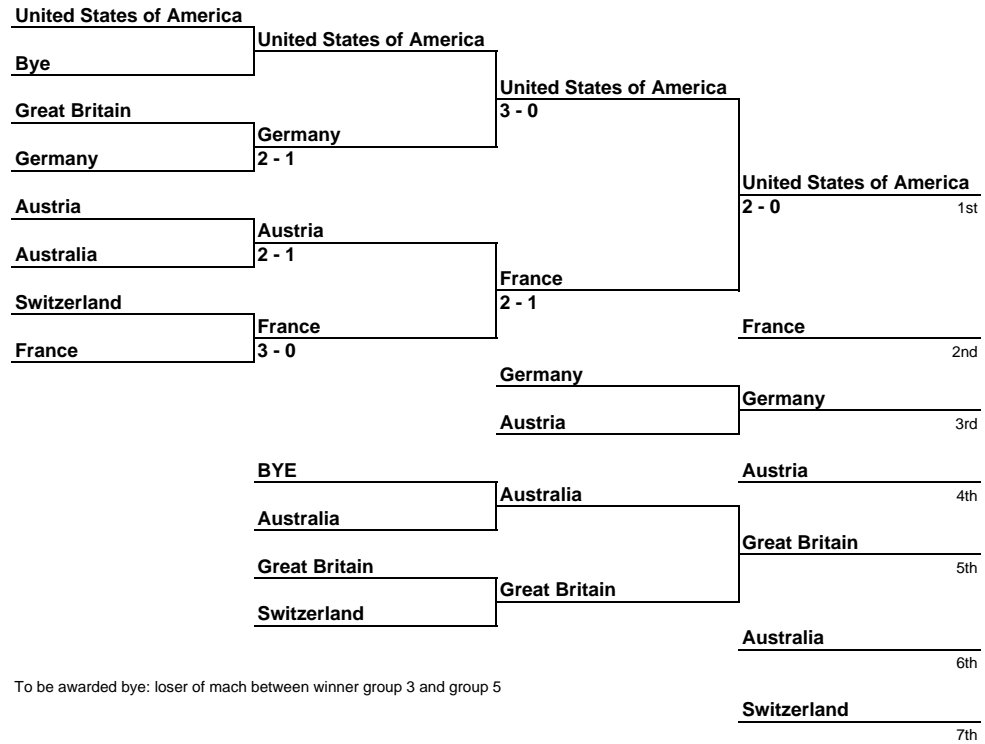 United States of America
United States of America
Bye
United States of America
Great Britain
3 - 0
Germany
Germany
2 - 1
United States of America
Austria
2 - 0 1st
Austria
Australia
2 - 1
France
Switzerland
2 - 1
France
France
France
3 - 0
2nd
Germany
Germany
Austria
3rd
BYE
Austria
Australia
4th
Australia
Great Britain
Great Britain
5th
Great Britain
Switzerland
Australia
6th
To be awarded bye: loser of mach between winner group 3 and group 5
Switzerland
7th